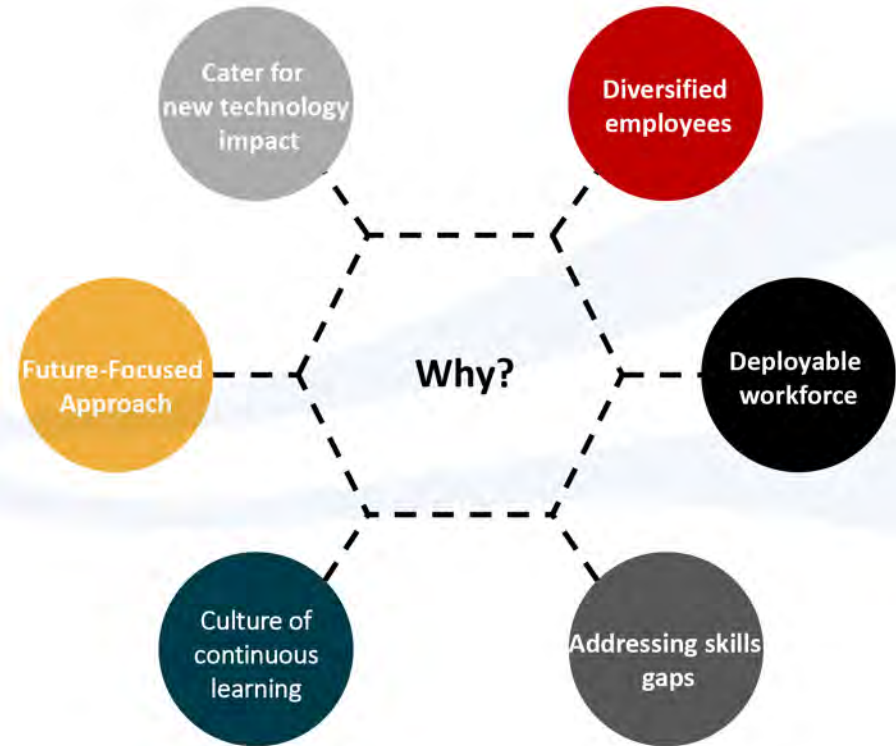 Cater for
new technology
impact
Diversified
employees
Future-Focused
Approach
Why?
Deployable
workforce
Culture of
continuous
learning
Addressing skills
gaps